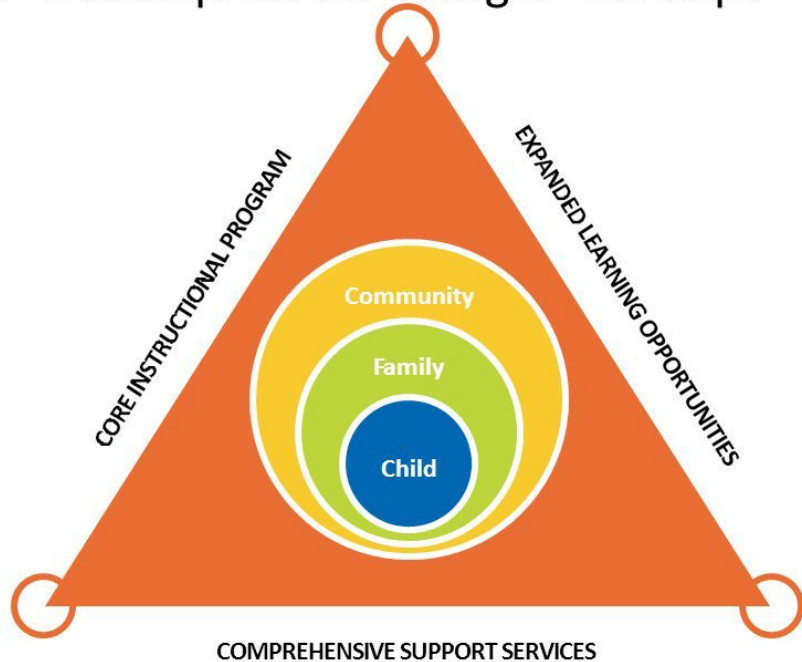 CORE INSTRUCTIONAL PROGRAM
EXPANDED LEARNING OPPORTUNITIES
Community
Family
Child
COMPREHENSIVE SUPPORT SERVICES